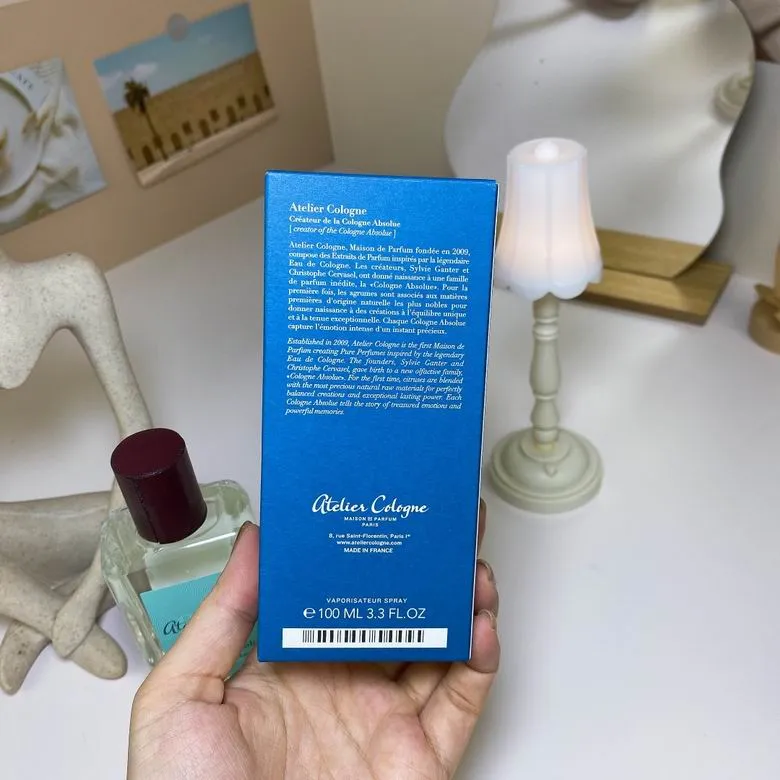 Atelier Cologne
Créateur de la Cologne Absolue
[ creator of the Cologne Absolue ]
Atelier Cologne, Maison de Parfum fondée en 2009,
compose des Extraits de Parfum inspirés par la légendaire
Eau de Cologne. Les créateurs, Sylvie Ganter et
Christophe Cervasel, ont donné naissance à une famille
de parfum inédite, la «Cologne Absolue». Pour la
première fois, les agrumes sont associés aux matières
premières d'origine naturelle les plus nobles pour
donner naissance à des créations à l'équilibre unique
et à la tenue exceptionnelle. Chaque Cologne Absolue
capture l'émotion intense d'un instant précieux.
Established in 2009, Atelier Cologne is the first Maison de
Parfum creating Pure Perfumes inspired by the legendary
Eau de Cologne. The founders, Sylvie Ganter and
Christophe Cervasel, gave birth to a new olfactive family,
«Cologne Absolue». For the first time, citruses are blended
with the most precious natural raw materials for perfectly
balanced creations and exceptional lasting power. Each
Cologne Absolue tells the story of treasured emotions and
powerful memories.
Atelier Cologne
MAISON DE PARFUM
PARIS
8, rue Saint-Florentin, Paris Iᵉʳ
www.ateliercologne.com
MADE IN FRANCE
VAPORISATEUR SPRAY
℮ 100 ML 3.3 FL.OZ